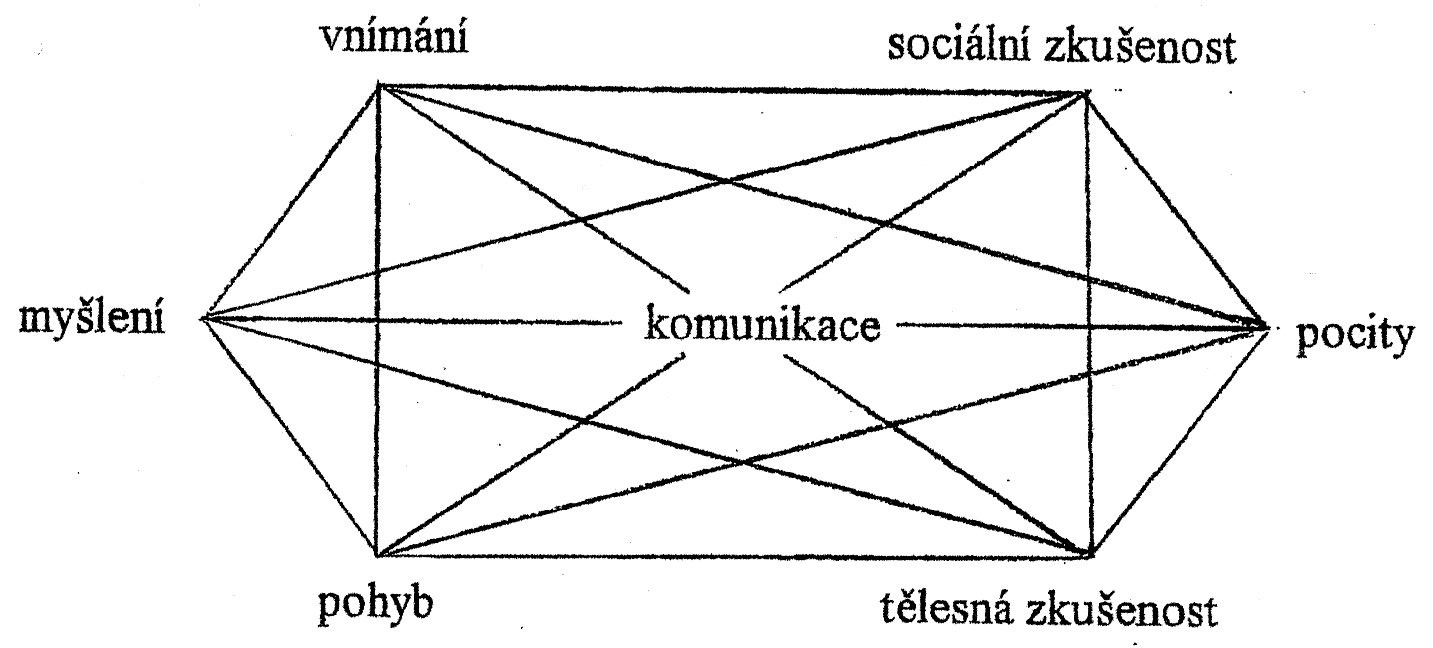 vnímání
sociální zkušenost
myšlení
komunikace
pocity
pohyb
tělesná zkušenost